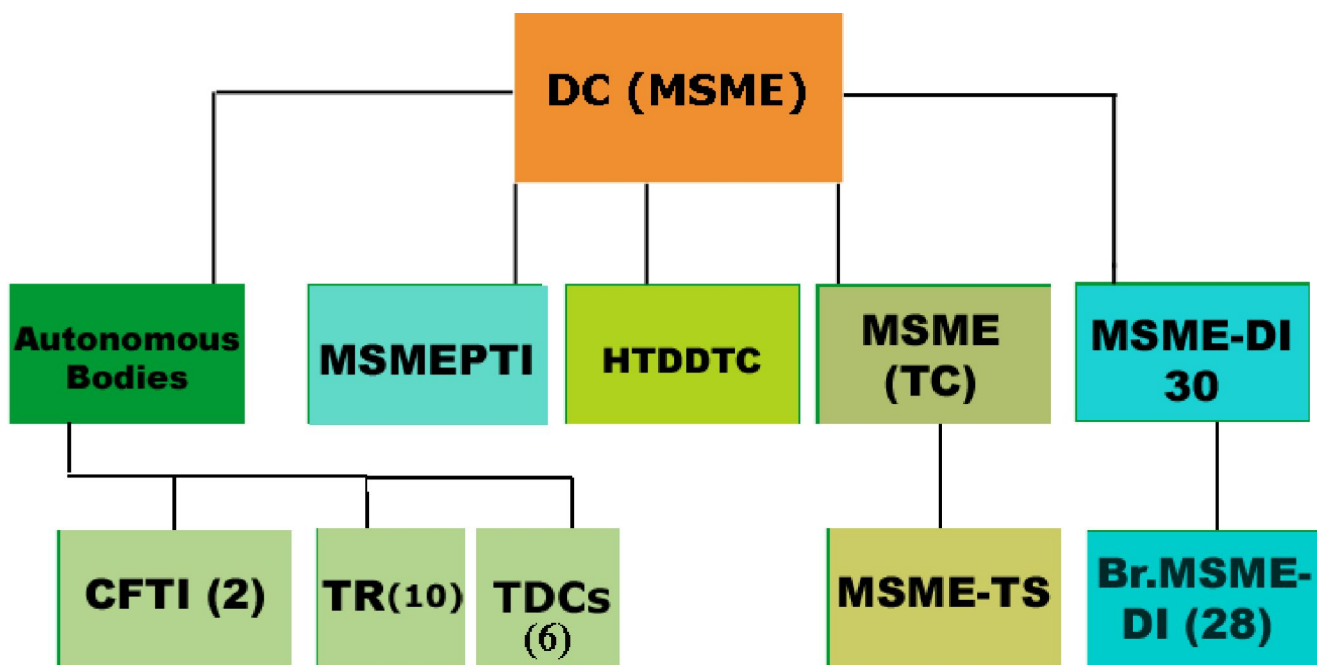 DC (MSME)
Autonomous
Bodies
MSMEPTI
HTDDTC
MSME
(TC)
MSME-DI
30
CFTI (2)
TR(10)
TDCs
(6)
MSME-TS
Br.MSME-
DI (28)